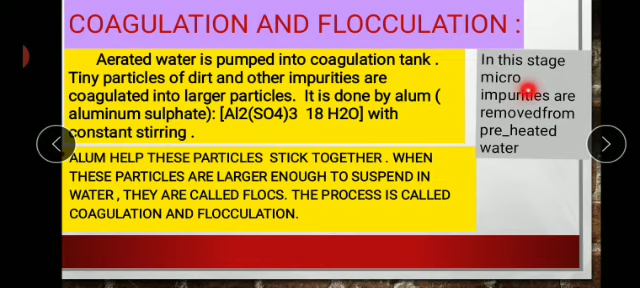 COAGULATION AND FLOCCULATION :
Aerated water is pumped into coagulation tank .
Tiny particles of dirt and other impurities are
coagulated into larger particles. It is done by alum (
aluminum sulphate): [Al2(SO4)3 18 H2O] with
constant stirring .
ALUM HELP THESE PARTICLES STICK TOGETHER . WHEN
THESE PARTICLES ARE LARGER ENOUGH TO SUSPEND IN
WATER , THEY ARE CALLED FLOCS. THE PROCESS IS CALLED
COAGULATION AND FLOCCULATION.
In this stage
micro
impurities are
removedfrom
pre_heated
water